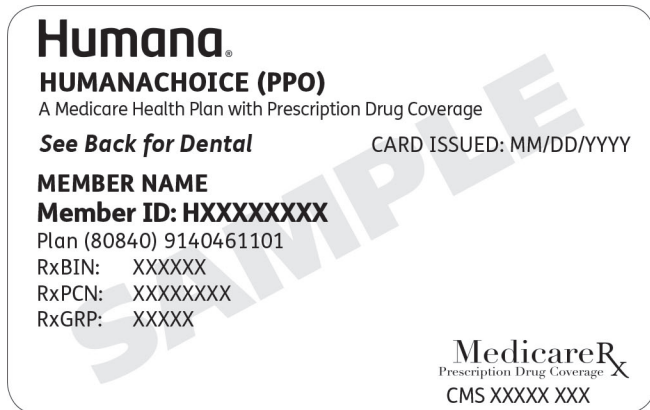 Humana®
HUMANACHOICE (PPO)
A Medicare Health Plan with Prescription Drug Coverage
See Back for Dental CARD ISSUED: MM/DD/YYYY
MEMBER NAME
Member ID: HXXXXXXXX
Plan (80840) 9140461101
RxBIN: XXXXXX
RxPCN: XXXXXXXX
RxGRP: XXXXX
SAMPLE
MedicareRx
Prescription Drug Coverage
CMS XXXXX XXX